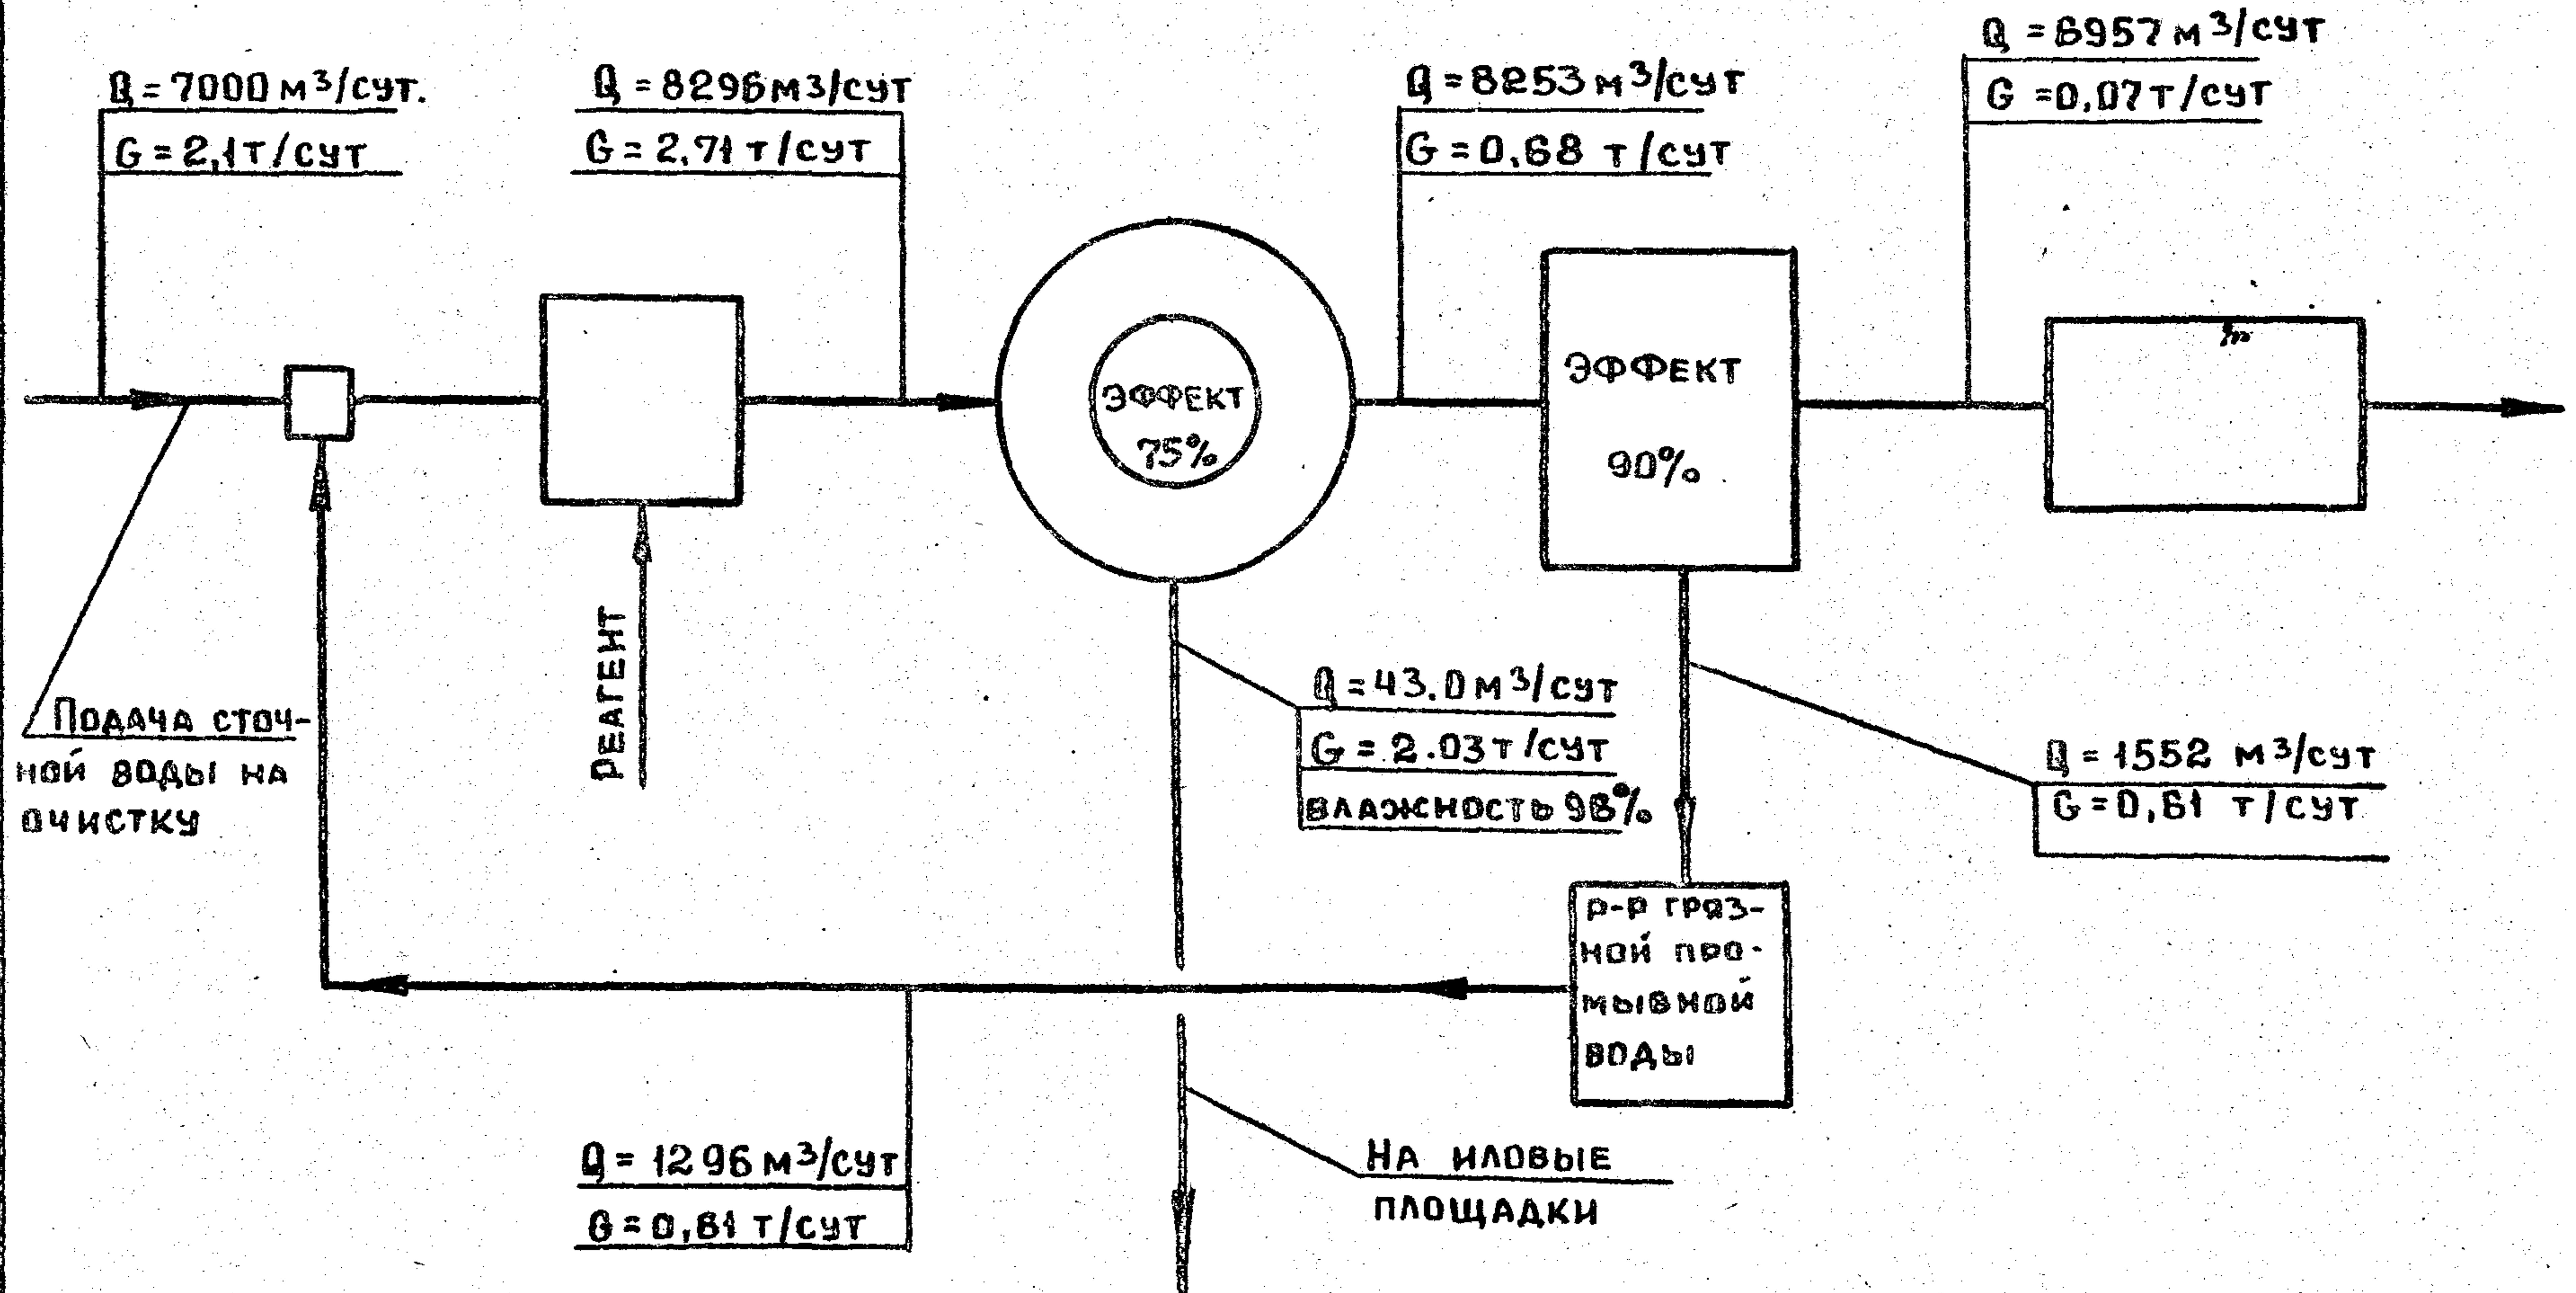 Q = 7000 м³/сут.
G = 2,1 т/сут
Q = 8296 м3/сут
G = 2,71 т/сут
Q = 8253 м³/сут
G = 0,68 т/сут
Q = 6957 м³/сут
G = 0,07 т/сут
ЭФФЕКТ
75%
ЭФФЕКТ
90%
РЕАГЕНТ
Подача сточ-
ной воды на
очистку
Q = 43.0 м³/сут
G = 2.03 т/сут
влажность 98%
Q = 1552 м³/сут
G = 0,61 т/сут
р-р гряз-
ной про-
мывной
воды
Q = 1296 м³/сут
G = 0,61 т/сут
На иловые
площадки